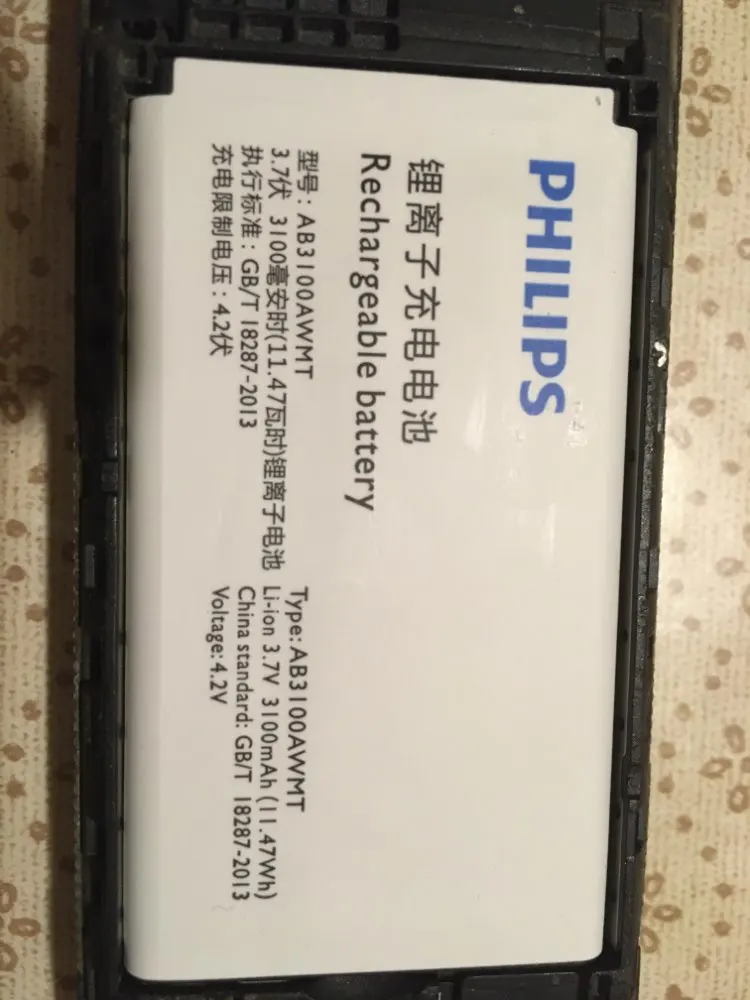 PHILIPS
锂离子充电电池
Rechargeable battery
型号：AB3100AWMT
3.7伏 3100毫安时(11.47瓦时)锂离子电池
执行标准：GB/T 18287-2013
充电限制电压：4.2伏
Type: AB3100AWMT
Li-ion 3.7V 3100mAh (11.47Wh)
China standard: GB/T 18287-2013
Voltage: 4.2V